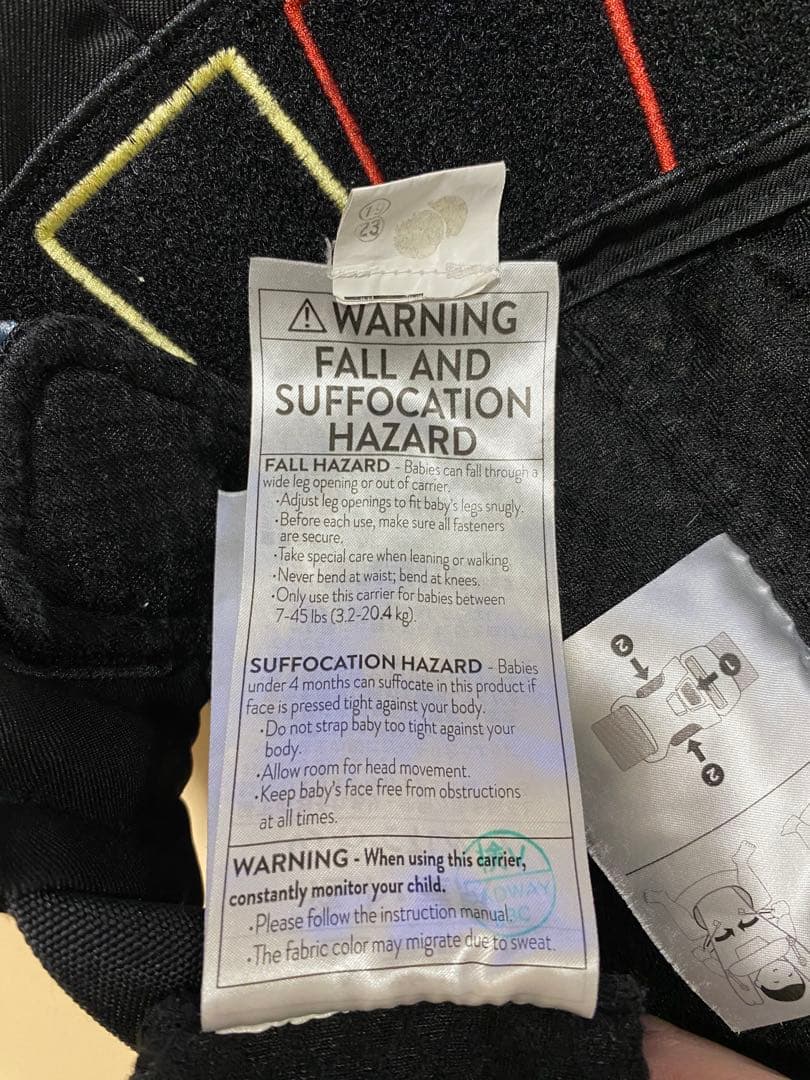 19
23
WARNING
FALL AND
SUFFOCATION
HAZARD
FALL HAZARD - Babies can fall through a
wide leg opening or out of carrier.
·Adjust leg openings to fit baby's legs snugly.
·Before each use, make sure all fasteners
are secure.
·Take special care when leaning or walking.
·Never bend at waist; bend at knees.
·Only use this carrier for babies between
7-45 lbs (3.2-20.4 kg).
SUFFOCATION HAZARD - Babies
under 4 months can suffocate in this product if
face is pressed tight against your body.
·Do not strap baby too tight against your
body.
·Allow room for head movement.
·Keep baby's face free from obstructions
at all times.
WARNING - When using this carrier,
constantly monitor your child.
·Please follow the instruction manual.
·The fabric color may migrate due to sweat.
2
1
2